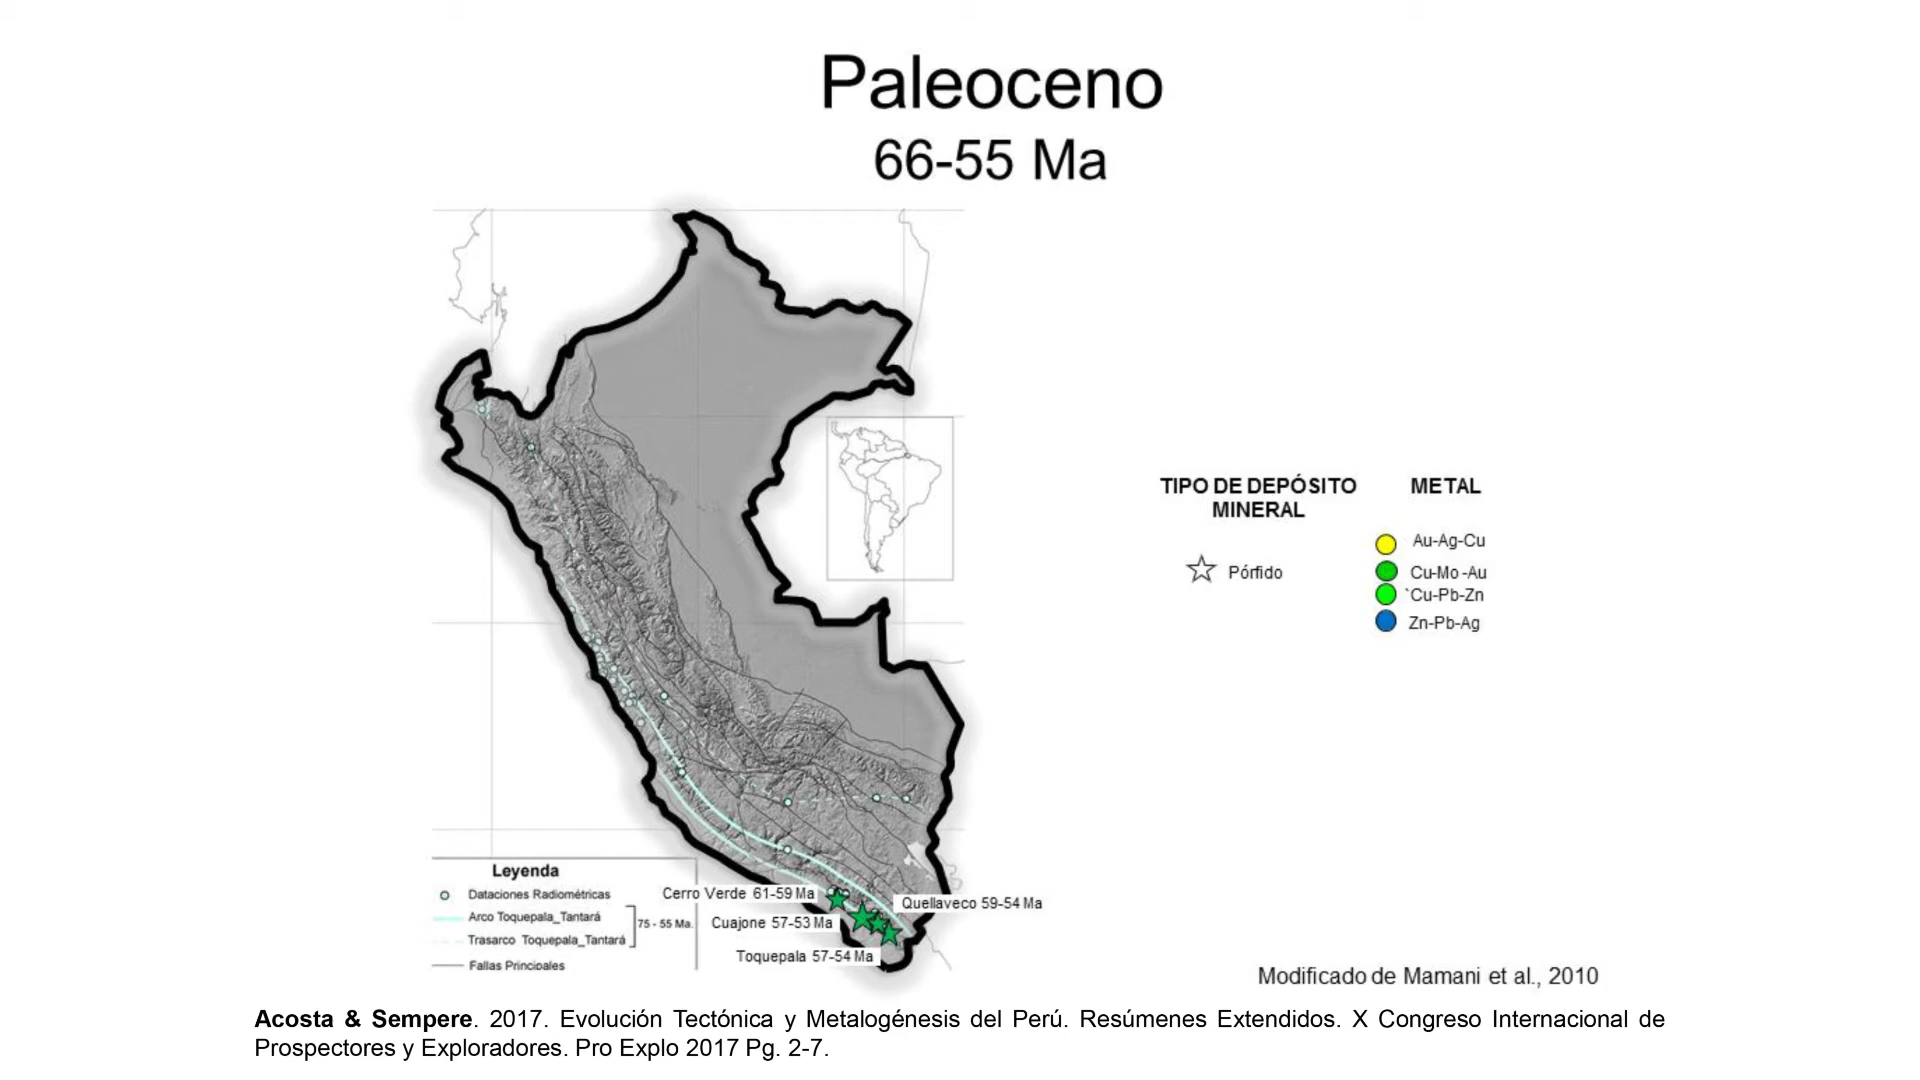 Paleoceno
66-55 Ma
TIPO DE DEPÓSITO
MINERAL
METAL
Pórfido
Au-Ag-Cu
Cu-Mo -Au
`Cu-Pb-Zn
Zn-Pb-Ag
Leyenda
Dataciones Radiométricas
Arco Toquepala_Tantará
Trasarco Toquepala_Tantará
75 - 55 Ma.
Fallas Principales
Cerro Verde 61-59 Ma
Cuajone 57-53 Ma
Toquepala 57-54 Ma
Quellaveco 59-54 Ma
Modificado de Mamani et al., 2010
Acosta & Sempere. 2017. Evolución Tectónica y Metalogénesis del Perú. Resúmenes Extendidos. X Congreso Internacional de
Prospectores y Exploradores. Pro Explo 2017 Pg. 2-7.